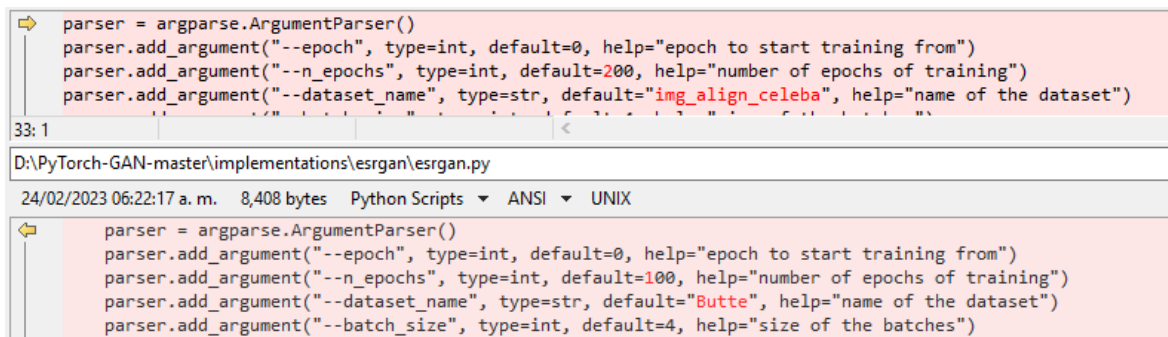 parser = argparse.ArgumentParser()
parser.add_argument("--epoch", type=int, default=0, help="epoch to start training from")
parser.add_argument("--n_epochs", type=int, default=200, help="number of epochs of training")
parser.add_argument("--dataset_name", type=str, default="img_align_celeba", help="name of the dataset")
33: 1
D:\PyTorch-GAN-master\implementations\esrgan\esrgan.py
24/02/2023 06:22:17 a. m. 8,408 bytes Python Scripts ANSI UNIX
parser = argparse.ArgumentParser()
parser.add_argument("--epoch", type=int, default=0, help="epoch to start training from")
parser.add_argument("--n_epochs", type=int, default=100, help="number of epochs of training")
parser.add_argument("--dataset_name", type=str, default="Butte", help="name of the dataset")
parser.add_argument("--batch_size", type=int, default=4, help="size of the batches")